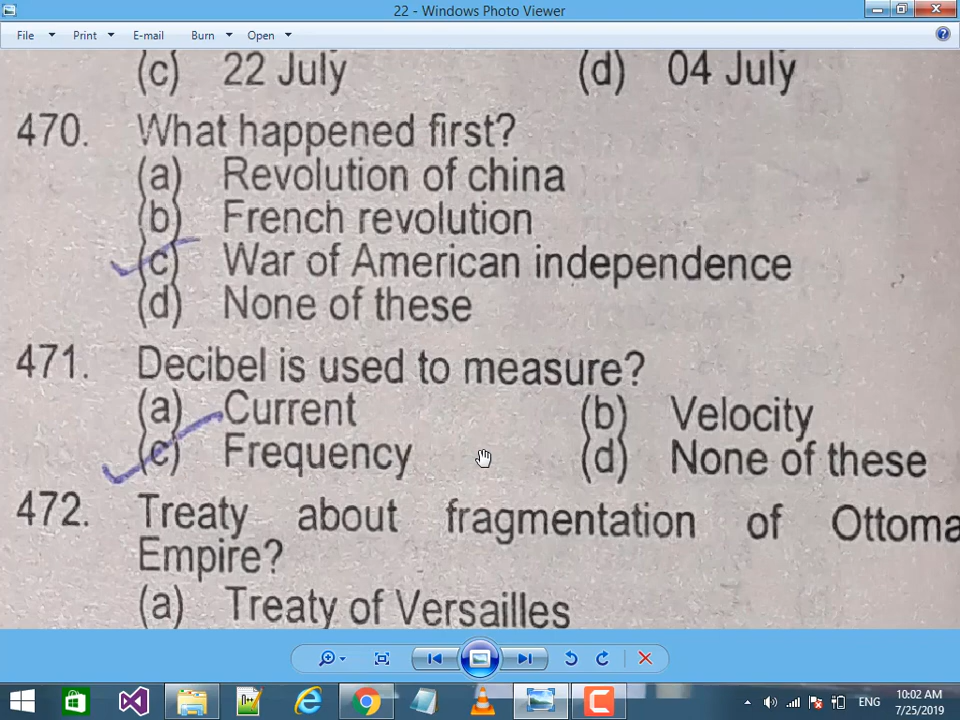 22 - Windows Photo Viewer
File Print E-mail Burn Open
(c) 22 July (d) 04 July
470. What happened first?
(a) Revolution of china
(b) French revolution
(c) War of American independence
(d) None of these
471. Decibel is used to measure?
(a) Current (b) Velocity
(c) Frequency (d) None of these
472. Treaty about fragmentation of Ottoma
Empire?
(a) Treaty of Versailles
ENG
10:02 AM
7/25/2019